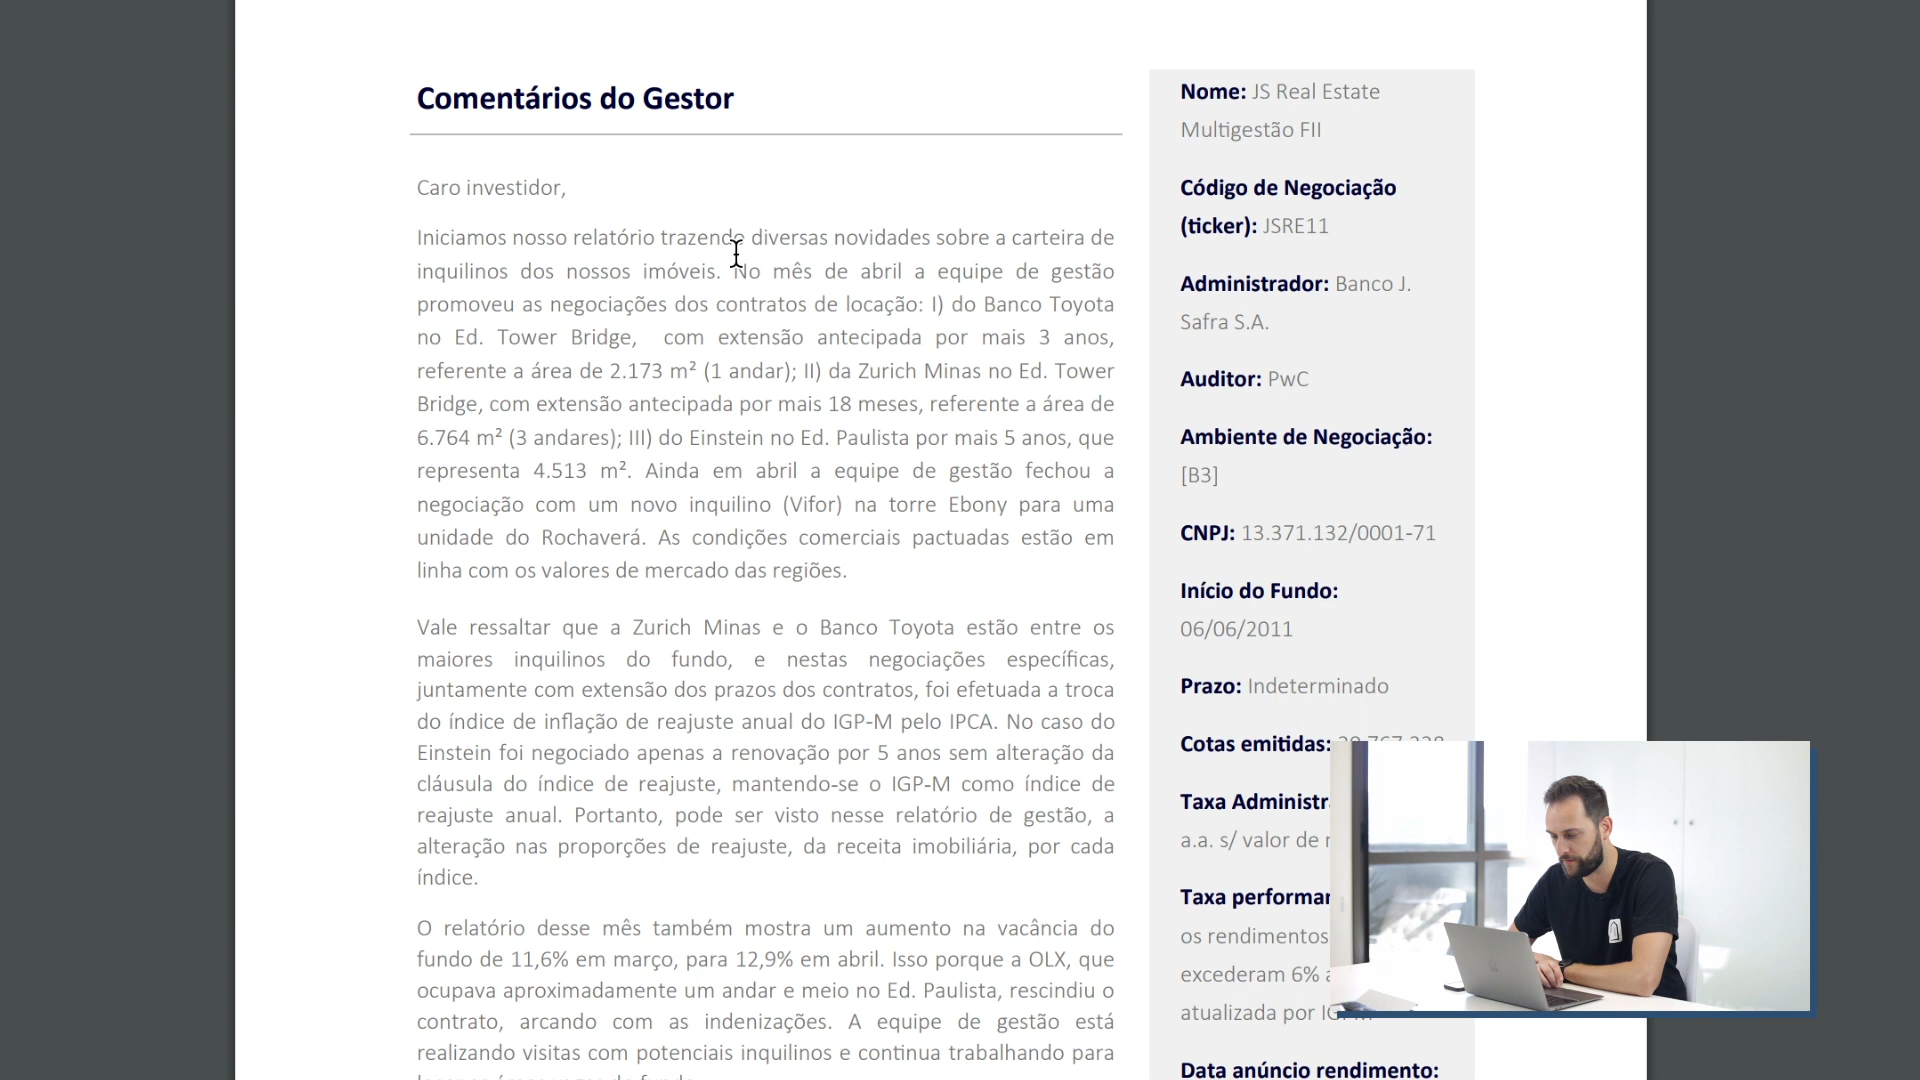 Comentários do Gestor
Caro investidor,
Iniciamos nosso relatório trazendo diversas novidades sobre a carteira de
inquilinos dos nossos imóveis. No mês de abril a equipe de gestão
promoveu as negociações dos contratos de locação: I) do Banco Toyota
no Ed. Tower Bridge, com extensão antecipada por mais 3 anos,
referente a área de 2.173 m² (1 andar); II) da Zurich Minas no Ed. Tower
Bridge, com extensão antecipada por mais 18 meses, referente a área de
6.764 m² (3 andares); III) do Einstein no Ed. Paulista por mais 5 anos, que
representa 4.513 m². Ainda em abril a equipe de gestão fechou a
negociação com um novo inquilino (Vifor) na torre Ebony para uma
unidade do Rochaverá. As condições comerciais pactuadas estão em
linha com os valores de mercado das regiões.
Vale ressaltar que a Zurich Minas e o Banco Toyota estão entre os
maiores inquilinos do fundo, e nestas negociações específicas,
juntamente com extensão dos prazos dos contratos, foi efetuada a troca
do índice de inflação de reajuste anual do IGP-M pelo IPCA. No caso do
Einstein foi negociado apenas a renovação por 5 anos sem alteração da
cláusula do índice de reajuste, mantendo-se o IGP-M como índice de
reajuste anual. Portanto, pode ser visto nesse relatório de gestão, a
alteração nas proporções de reajuste, da receita imobiliária, por cada
índice.
O relatório desse mês também mostra um aumento na vacância do
fundo de 11,6% em março, para 12,9% em abril. Isso porque a OLX, que
ocupava aproximadamente um andar e meio no Ed. Paulista, rescindiu o
contrato, arcando com as indenizações. A equipe de gestão está
realizando visitas com potenciais inquilinos e continua trabalhando para
Nome: JS Real Estate
Multigestão FII
Código de Negociação
(ticker): JSRE11
Administrador: Banco J.
Safra S.A.
Auditor: PwC
Ambiente de Negociação:
[B3]
CNPJ: 13.371.132/0001-71
Início do Fundo:
06/06/2011
Prazo: Indeterminado
Cotas emitidas:
Taxa Administr
a.a. s/ valor de
Taxa performan
os rendimentos
excederam 6%
atualizada por
Data anúncio rendimento: